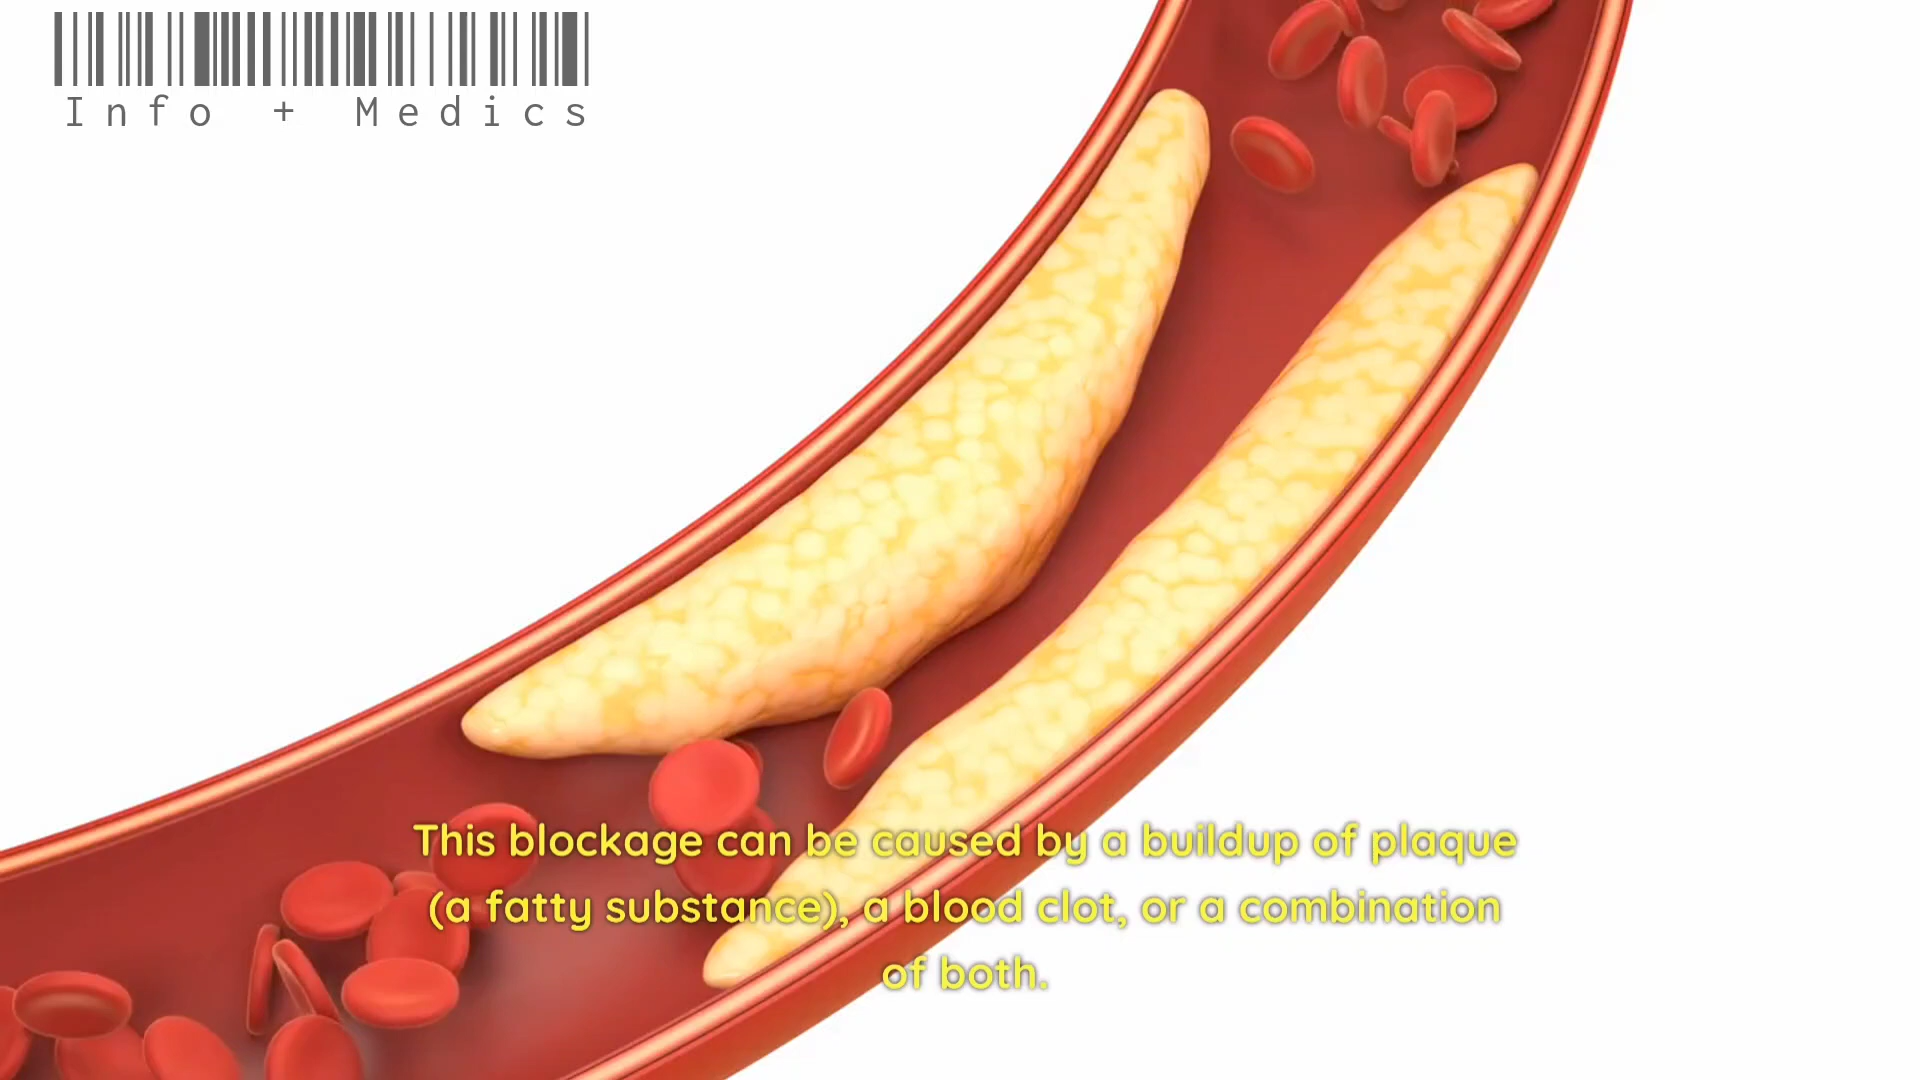 Info + Medics
This blockage can be caused by a buildup of plaque
(a fatty substance), a blood clot, or a combination
of both.